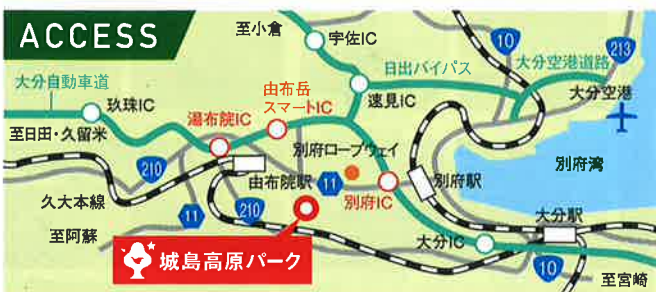 ACCESS
至小倉
宇佐IC
10
213
大分自動車道
日出バイパス
大分空港道路
玖珠IC
由布岳
スマートIC
速見IC
大分空港
湯布院IC
至日田・久留米
別府ロープウェイ
別府湾
210
由布院駅
11
別府駅
久大本線
11
210
別府IC
大分駅
至阿蘇
大分IC
城島高原パーク
10
至宮崎